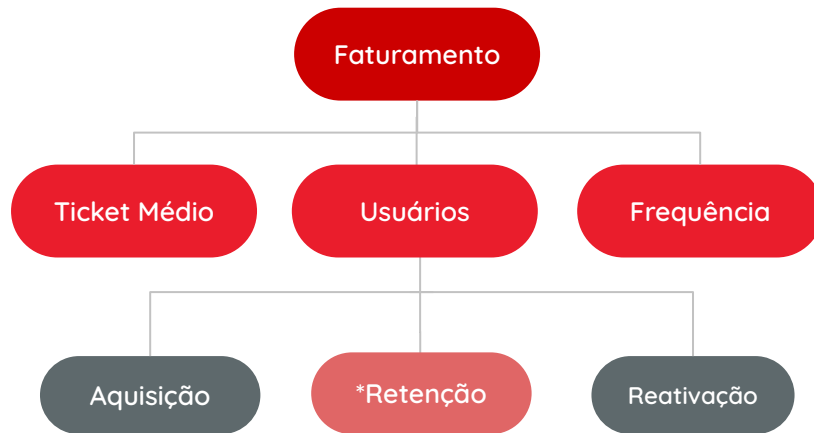 Faturamento
Ticket Médio
Usuários
Frequência
Aquisição
*Retenção
Reativação